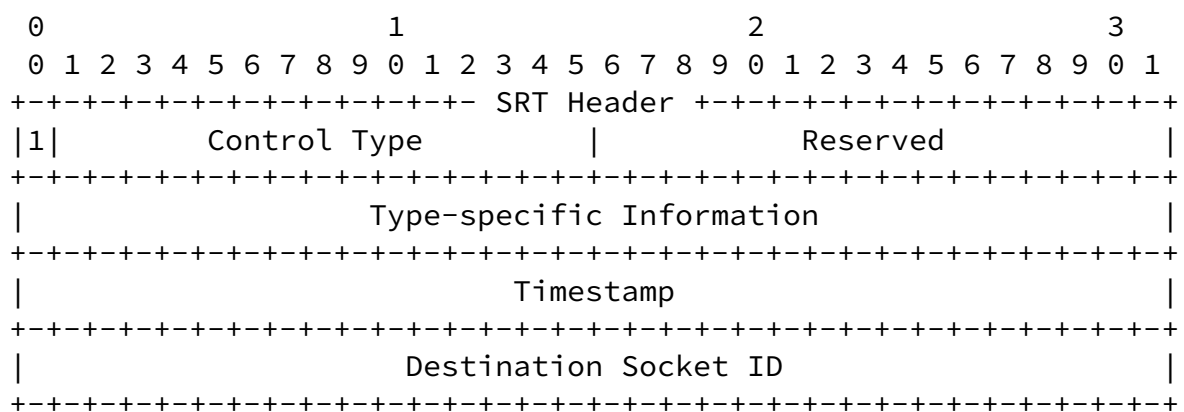 0                   1                   2                   3
 0 1 2 3 4 5 6 7 8 9 0 1 2 3 4 5 6 7 8 9 0 1 2 3 4 5 6 7 8 9 0 1
+-+-+-+-+-+-+-+-+-+-+-+-+- SRT Header +-+-+-+-+-+-+-+-+-+-+-+-+-+
|1|         Control Type        |            Reserved           |
+-+-+-+-+-+-+-+-+-+-+-+-+-+-+-+-+-+-+-+-+-+-+-+-+-+-+-+-+-+-+-+-+
|                   Type-specific Information                   |
+-+-+-+-+-+-+-+-+-+-+-+-+-+-+-+-+-+-+-+-+-+-+-+-+-+-+-+-+-+-+-+-+
|                           Timestamp                           |
+-+-+-+-+-+-+-+-+-+-+-+-+-+-+-+-+-+-+-+-+-+-+-+-+-+-+-+-+-+-+-+-+
|                     Destination Socket ID                     |
+-+-+-+-+-+-+-+-+-+-+-+-+-+-+-+-+-+-+-+-+-+-+-+-+-+-+-+-+-+-+-+-+